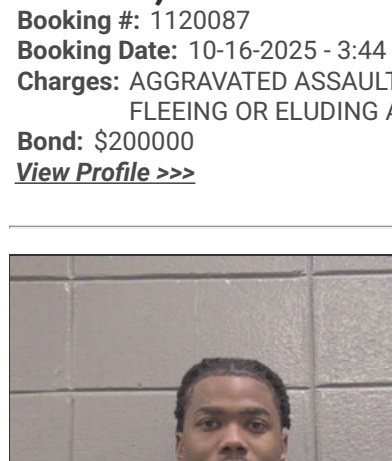 Booking #: 1120087
Booking Date: 10-16-2025 - 3:44
Charges: AGGRAVATED ASSAULT
FLEEING OR ELUDING A
Bond: $200000
View Profile >>>